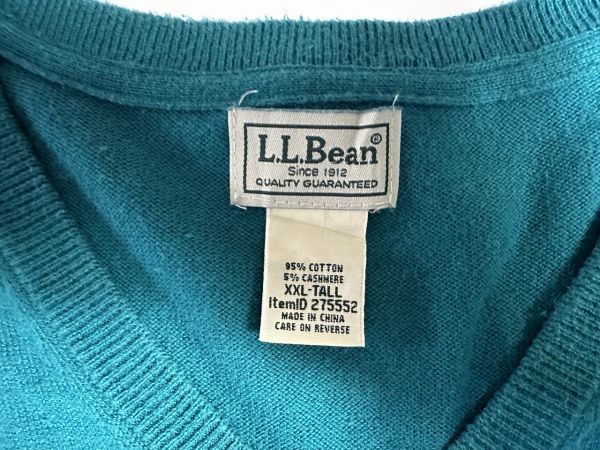 L.L.Bean®
Since 1912
QUALITY GUARANTEED
95% COTTON
5% CASHMERE
XXL-TALL
ItemID 275552
MADE IN CHINA
CARE ON REVERSE